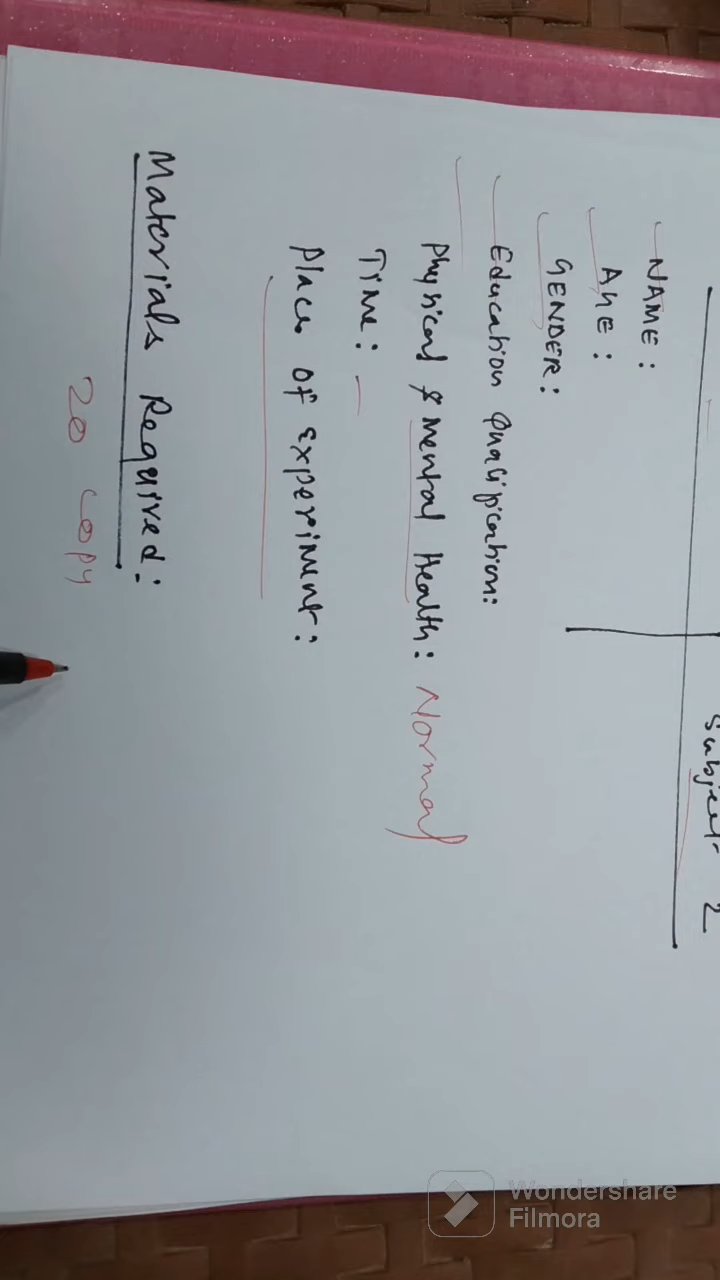 Subject 2
NAME:
AGE:
GENDER:
Education Qualification:
Physical & Mental Health: Normal
Time:
Place of Experiment:
Materials Required:
20 copy
Wondershare
Filmora